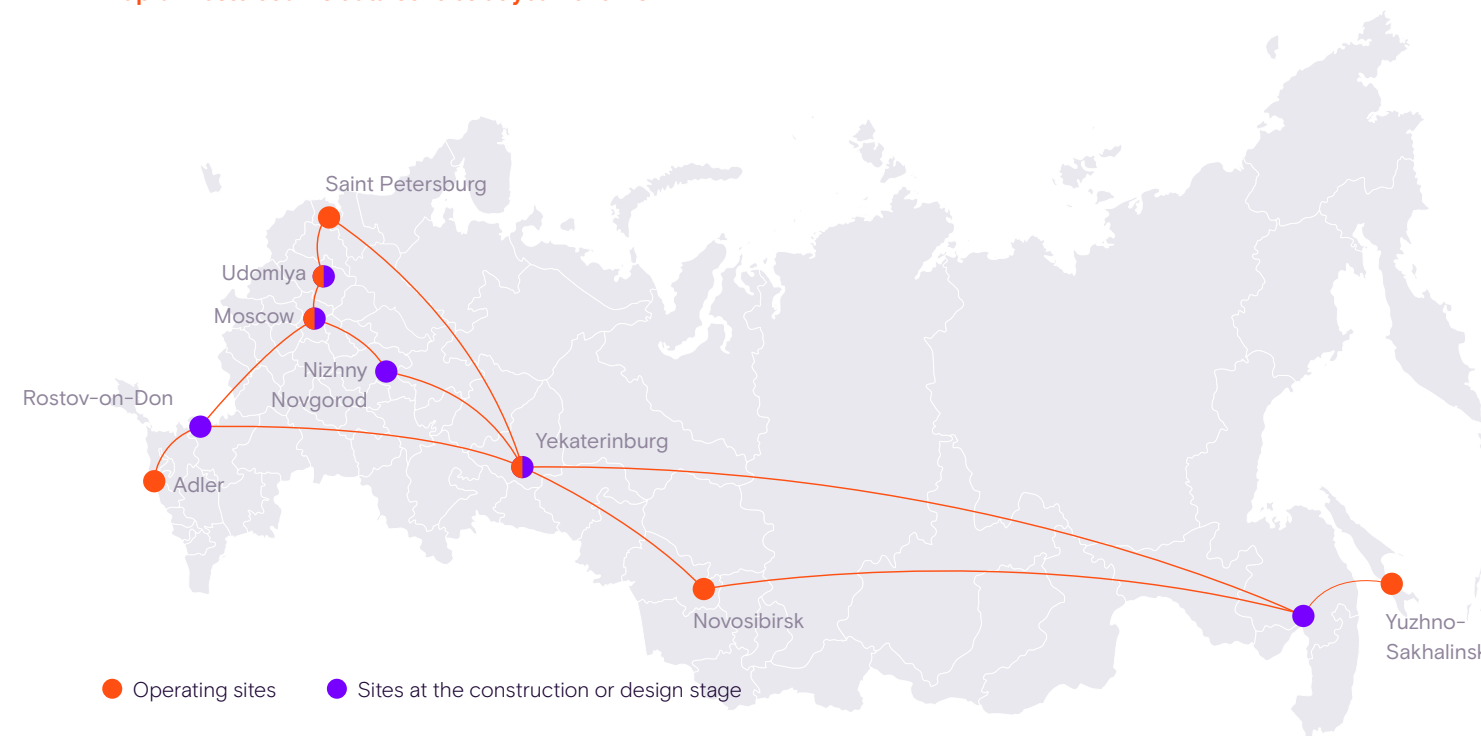 Saint Petersburg
Udomlya
Moscow
Nizhny
Novgorod
Rostov-on-Don
Yekaterinburg
Adler
Novosibirsk
Yuzhno-
Operating sites
Sites at the construction or design stage